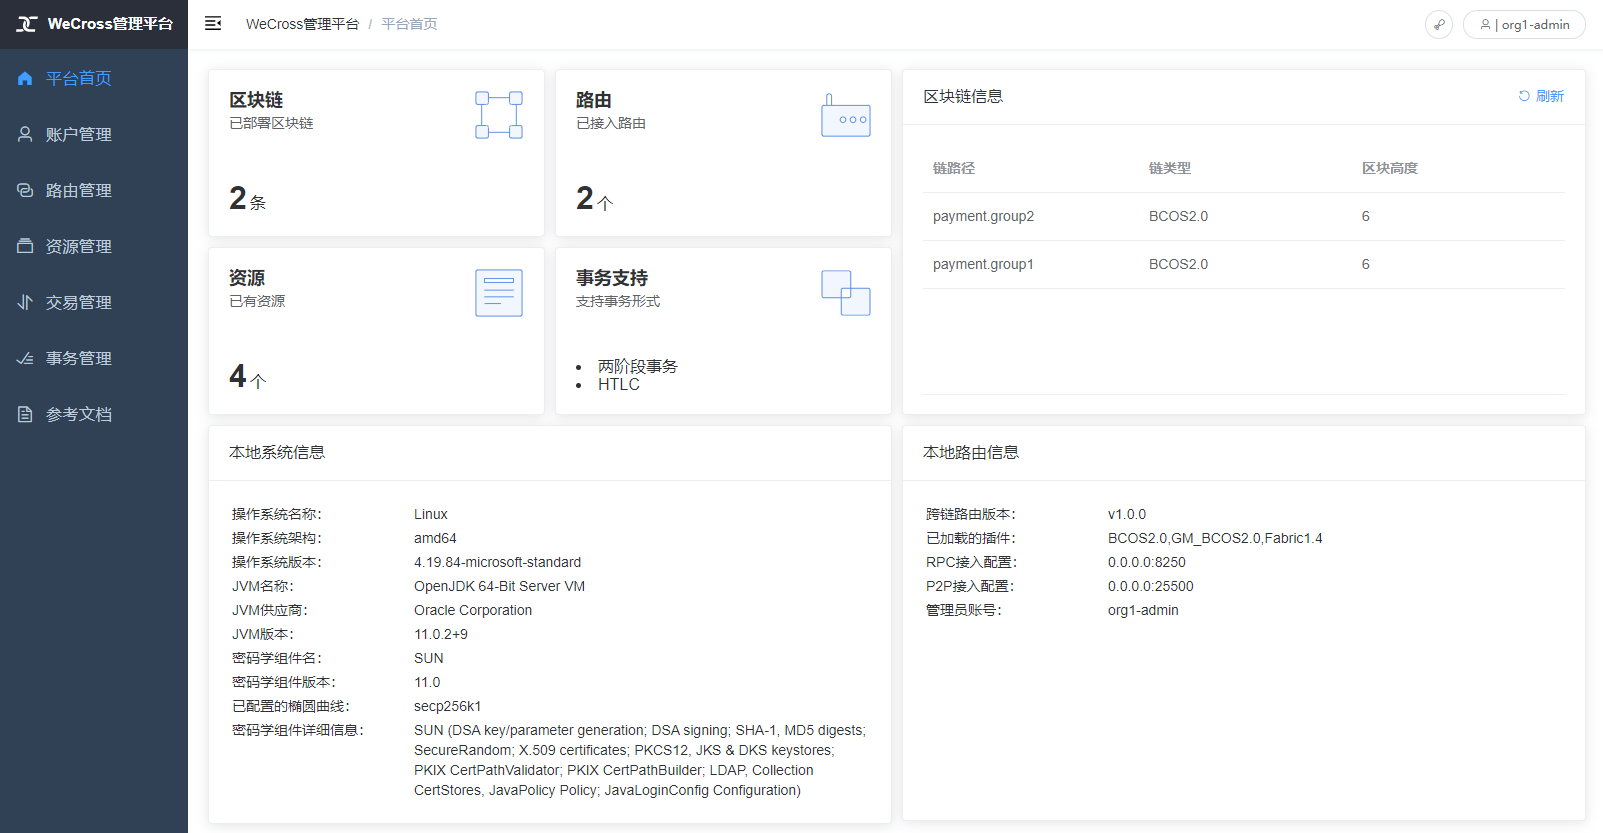 WeCross管理平台
WeCross管理平台 / 平台首页
| org1-admin
平台首页
账户管理
路由管理
资源管理
交易管理
事务管理
参考文档
区块链
已部署区块链
2 条
路由
已接入路由
2 个
资源
已有资源
4 个
事务支持
支持事务形式
• 两阶段事务
• HTLC
区块链信息
刷新
链路径 链类型 区块高度
payment.group2 BCOS2.0 6
payment.group1 BCOS2.0 6
本地系统信息
操作系统名称： Linux
操作系统架构： amd64
操作系统版本： 4.19.84-microsoft-standard
JVM名称： OpenJDK 64-Bit Server VM
JVM供应商： Oracle Corporation
JVM版本： 11.0.2+9
密码学组件名： SUN
密码学组件版本： 11.0
已配置的椭圆曲线： secp256k1
密码学组件详细信息： SUN (DSA key/parameter generation; DSA signing; SHA-1, MD5 digests;
SecureRandom; X.509 certificates; PKCS12, JKS & DKS keystores;
PKIX CertPathValidator; PKIX CertPathBuilder; LDAP, Collection
CertStores, JavaPolicy Policy; JavaLoginConfig Configuration)
本地路由信息
跨链路由版本： v1.0.0
已加载的插件： BCOS2.0,GM_BCOS2.0,Fabric1.4
RPC接入配置： 0.0.0.0:8250
P2P接入配置： 0.0.0.0:25500
管理员账号： org1-admin